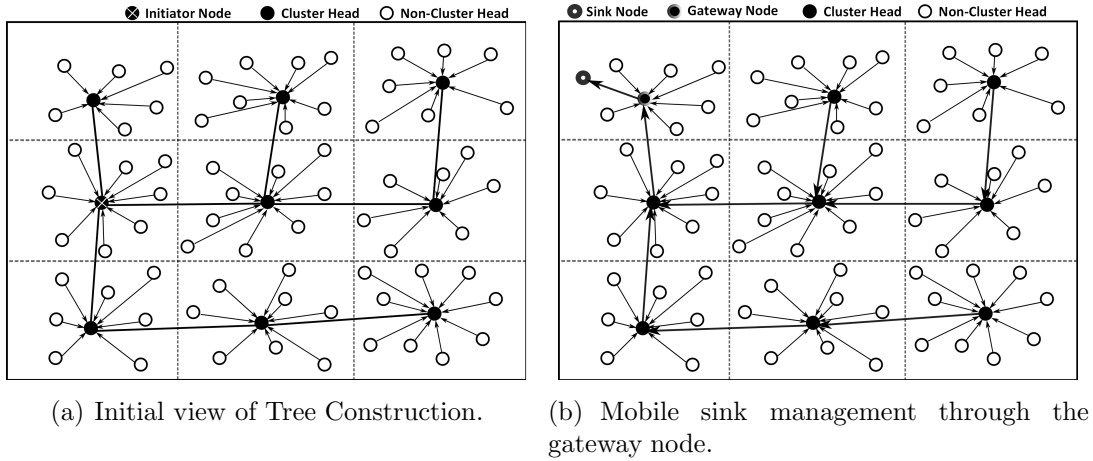 Initiator Node Cluster Head Non-Cluster Head
Sink Node Gateway Node Cluster Head Non-Cluster Head
(a) Initial view of Tree Construction.
(b) Mobile sink management through the
gateway node.